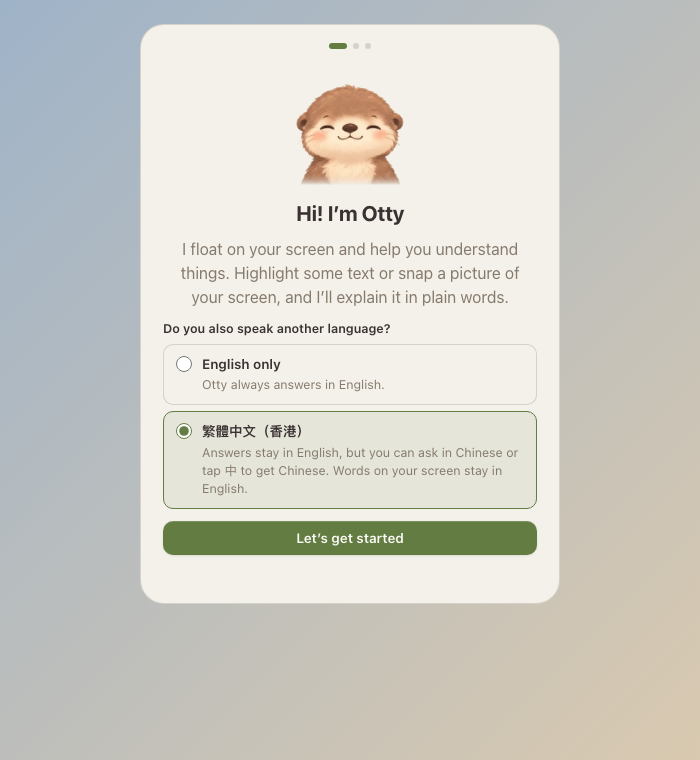 Hi! I’m Otty
I float on your screen and help you understand
things. Highlight some text or snap a picture of
your screen, and I’ll explain it in plain words.
Do you also speak another language?
English only
Otty always answers in English.
繁體中文（香港）
Answers stay in English, but you can ask in Chinese or
tap 中 to get Chinese. Words on your screen stay in
English.
Let’s get started